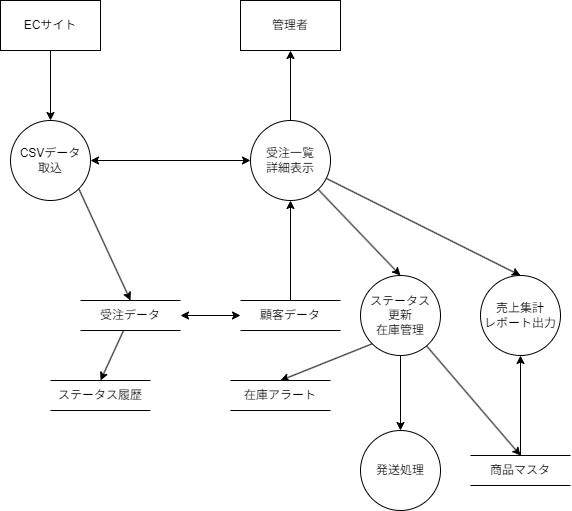 ECサイト
管理者
CSVデータ
取込
受注一覧
詳細表示
受注データ
顧客データ
ステータス
更新
在庫管理
売上集計
レポート出力
ステータス履歴
在庫アラート
発送処理
商品マスタ